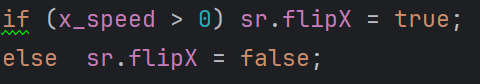 if (x_speed > 0) sr.flipX = true;
else  sr.flipX = false;